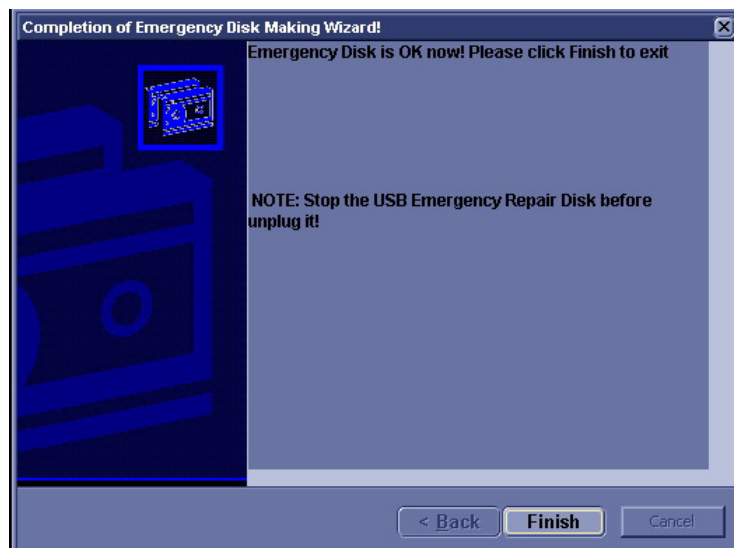 Completion of Emergency Disk Making Wizard!
Emergency Disk is OK now! Please click Finish to exit
NOTE: Stop the USB Emergency Repair Disk before
unplug it!
< Back
Finish
Cancel